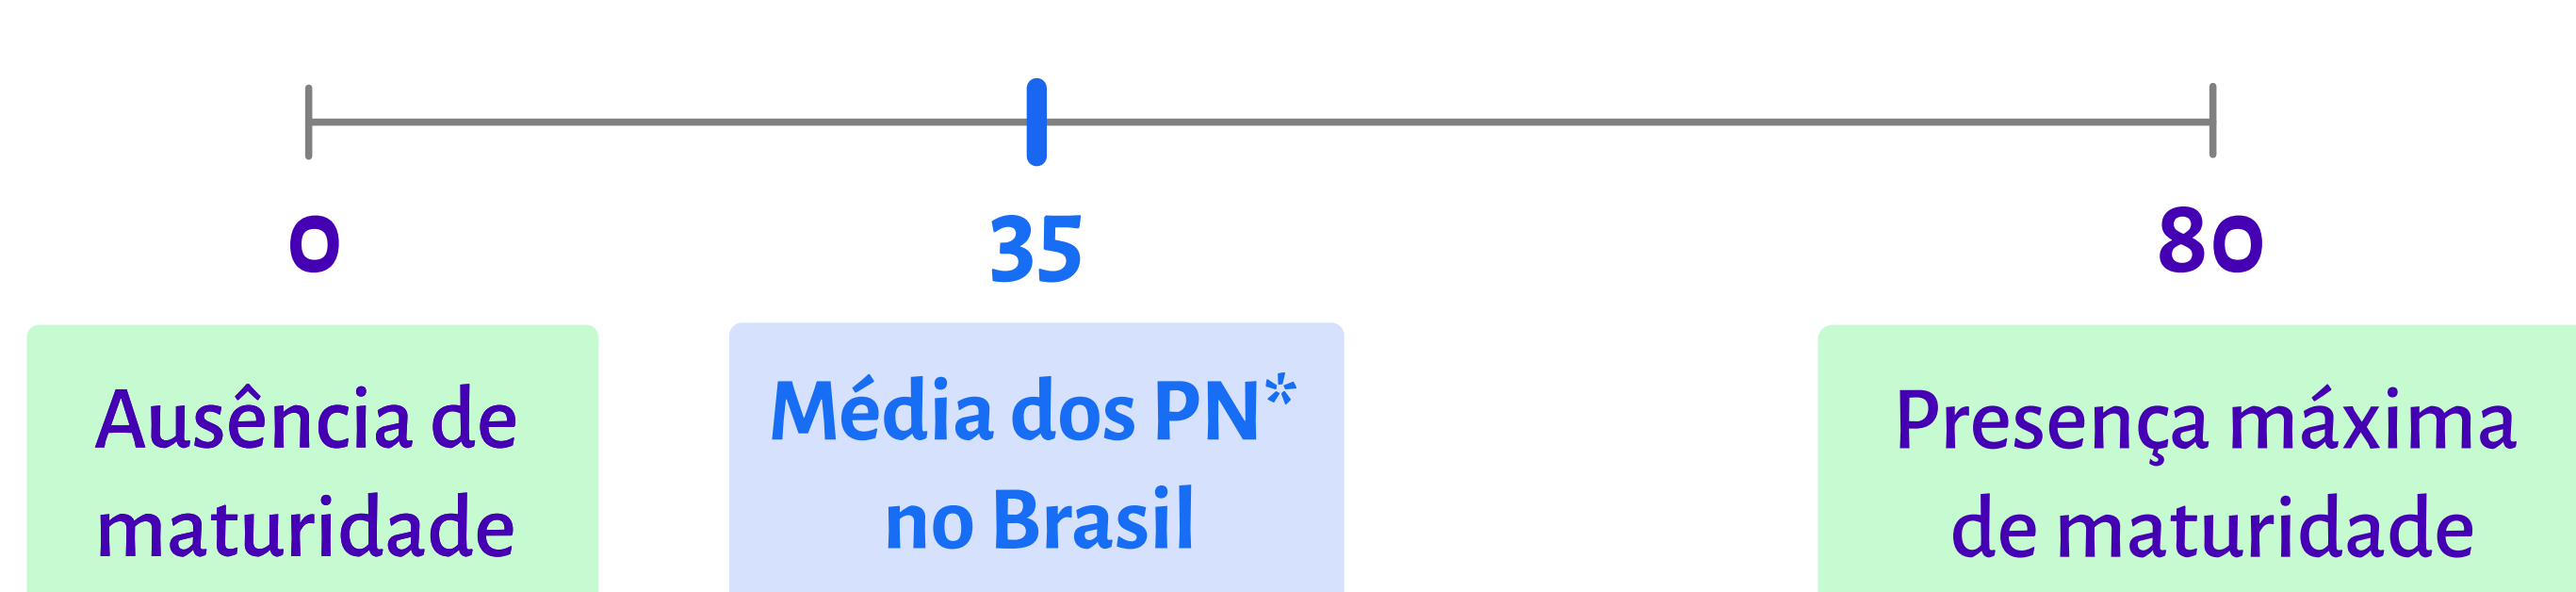 0
35
80
Ausência de
maturidade
Média dos PN*
no Brasil
Presença máxima
de maturidade